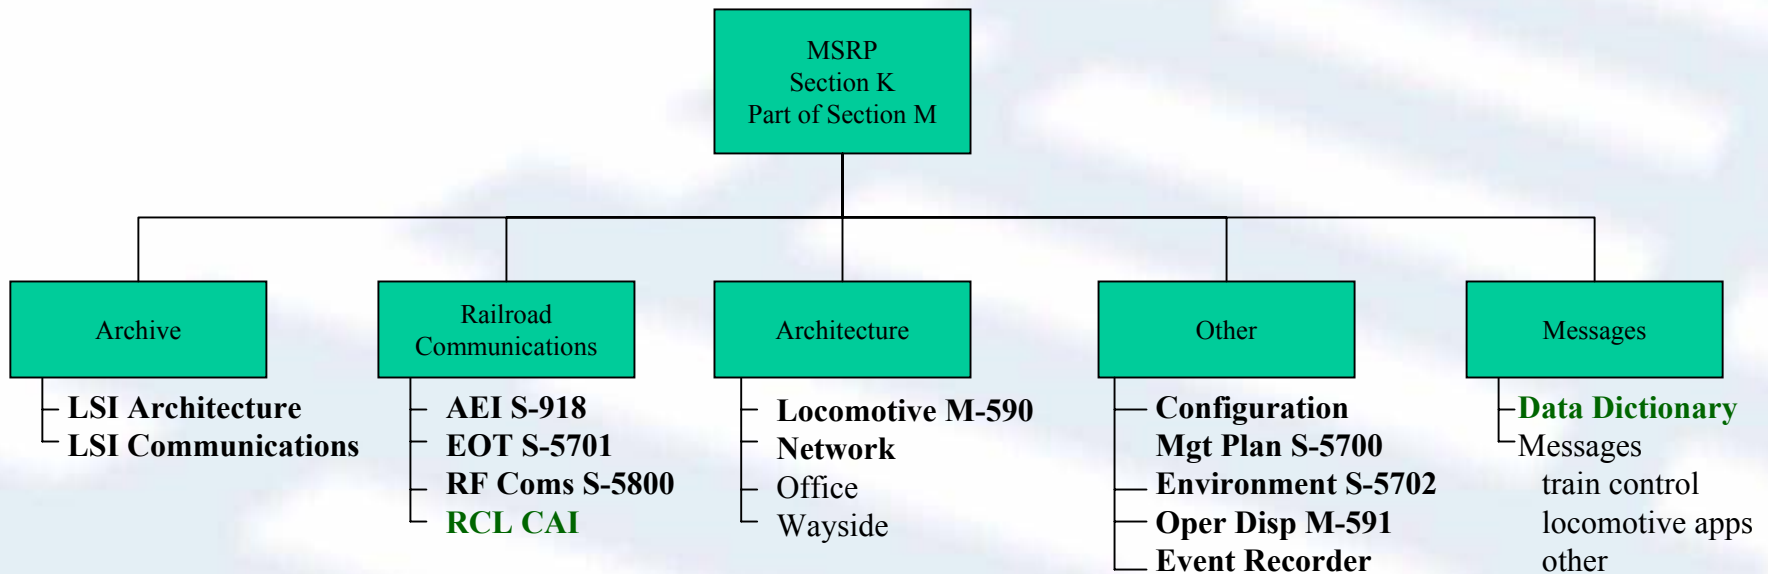 MSRP
Section K
Part of Section M
Archive
LSI Architecture
LSI Communications
Railroad
Communications
AEI S-918
EOT S-5701
RF Coms S-5800
RCL CAI
Architecture
Locomotive M-590
Network
Office
Wayside
Other
Configuration
Mgt Plan S-5700
Environment S-5702
Oper Disp M-591
Event Recorder
Messages
Data Dictionary
Messages
train control
locomotive apps
other